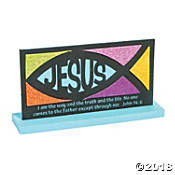 JESUS
I am the way and the truth and the life. No one
comes to the father except through me. John 14:6
©2018